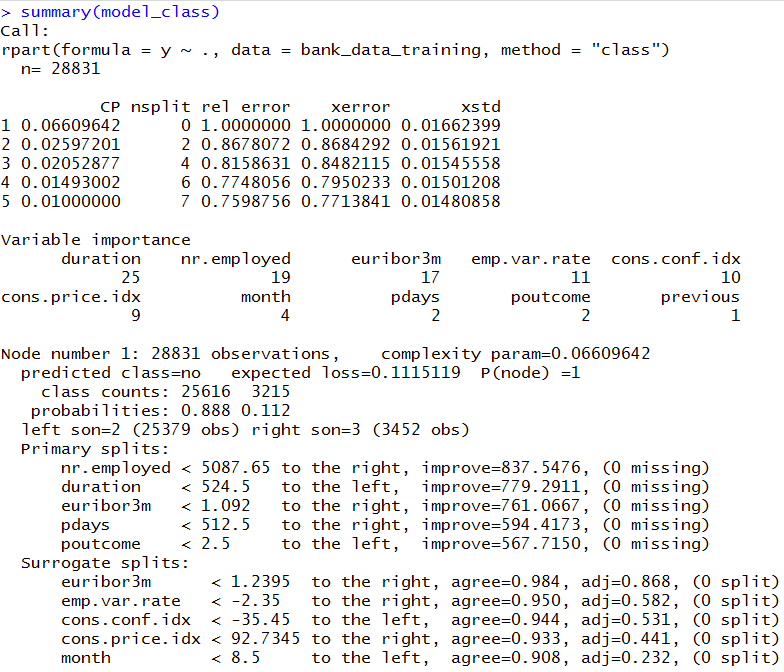 > summary(model_class)
Call:
rpart(formula = y ~ ., data = bank_data_training, method = "class")
  n= 28831

          CP nsplit rel error    xerror       xstd
1 0.06609642      0 1.0000000 1.0000000 0.01662399
2 0.02597201      2 0.8678072 0.8684292 0.01561921
3 0.02052877      4 0.8158631 0.8482115 0.01545558
4 0.01493002      6 0.7748056 0.7950233 0.01501208
5 0.01000000      7 0.7598756 0.7713841 0.01480858

Variable importance
      duration    nr.employed      euribor3m   emp.var.rate  cons.conf.idx
            25             19             17             11             10
cons.price.idx          month          pdays       poutcome       previous
             9              4              2              2              1

Node number 1: 28831 observations,    complexity param=0.06609642
  predicted class=no   expected loss=0.1115119  P(node) =1
    class counts: 25616  3215
   probabilities: 0.888 0.112
  left son=2 (25379 obs) right son=3 (3452 obs)
  Primary splits:
      nr.employed < 5087.65 to the right, improve=837.5476, (0 missing)
      duration    < 524.5   to the left,  improve=779.2911, (0 missing)
      euribor3m   < 1.092   to the right, improve=761.0667, (0 missing)
      pdays       < 512.5   to the right, improve=594.4173, (0 missing)
      poutcome    < 2.5     to the left,  improve=567.7150, (0 missing)
  Surrogate splits:
      euribor3m      < 1.2395  to the right, agree=0.984, adj=0.868, (0 split)
      emp.var.rate   < -2.35   to the right, agree=0.950, adj=0.582, (0 split)
      cons.conf.idx  < -35.45  to the left,  agree=0.944, adj=0.531, (0 split)
      cons.price.idx < 92.7345 to the right, agree=0.933, adj=0.441, (0 split)
      month          < 8.5     to the left,  agree=0.908, adj=0.232, (0 split)